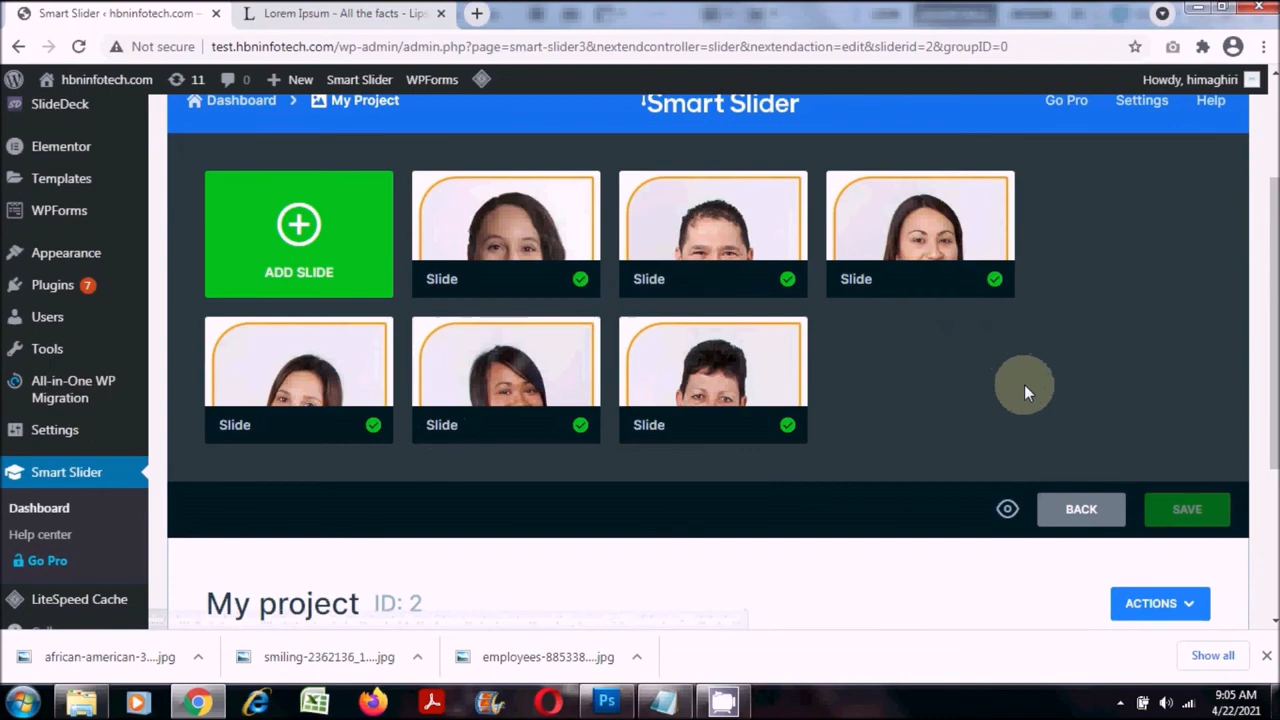 Smart Slider ‹ hbninfotech.com —
Lorem Ipsum - All the facts - Lips
Not secure
test.hbninfotech.com/wp-admin/admin.php?page=smart-slider3&nextendcontroller=slider&nextendaction=edit&sliderid=2&groupID=0
hbninfotech.com
11
0
New
Smart Slider
WPForms
Howdy, himaghiri
SlideDeck
Elementor
Templates
WPForms
Appearance
Plugins 7
Users
Tools
All-in-One WP
Migration
Settings
Smart Slider
Dashboard
Help center
Go Pro
LiteSpeed Cache
Dashboard
My Project
Smart Slider
Go Pro
Settings
Help
ADD SLIDE
Slide
Slide
Slide
Slide
Slide
Slide
BACK
SAVE
My project
ID: 2
ACTIONS
african-american-3....jpg
smiling-2362136_1....jpg
employees-885338...jpg
Show all
Ps
9:05 AM
4/22/2021